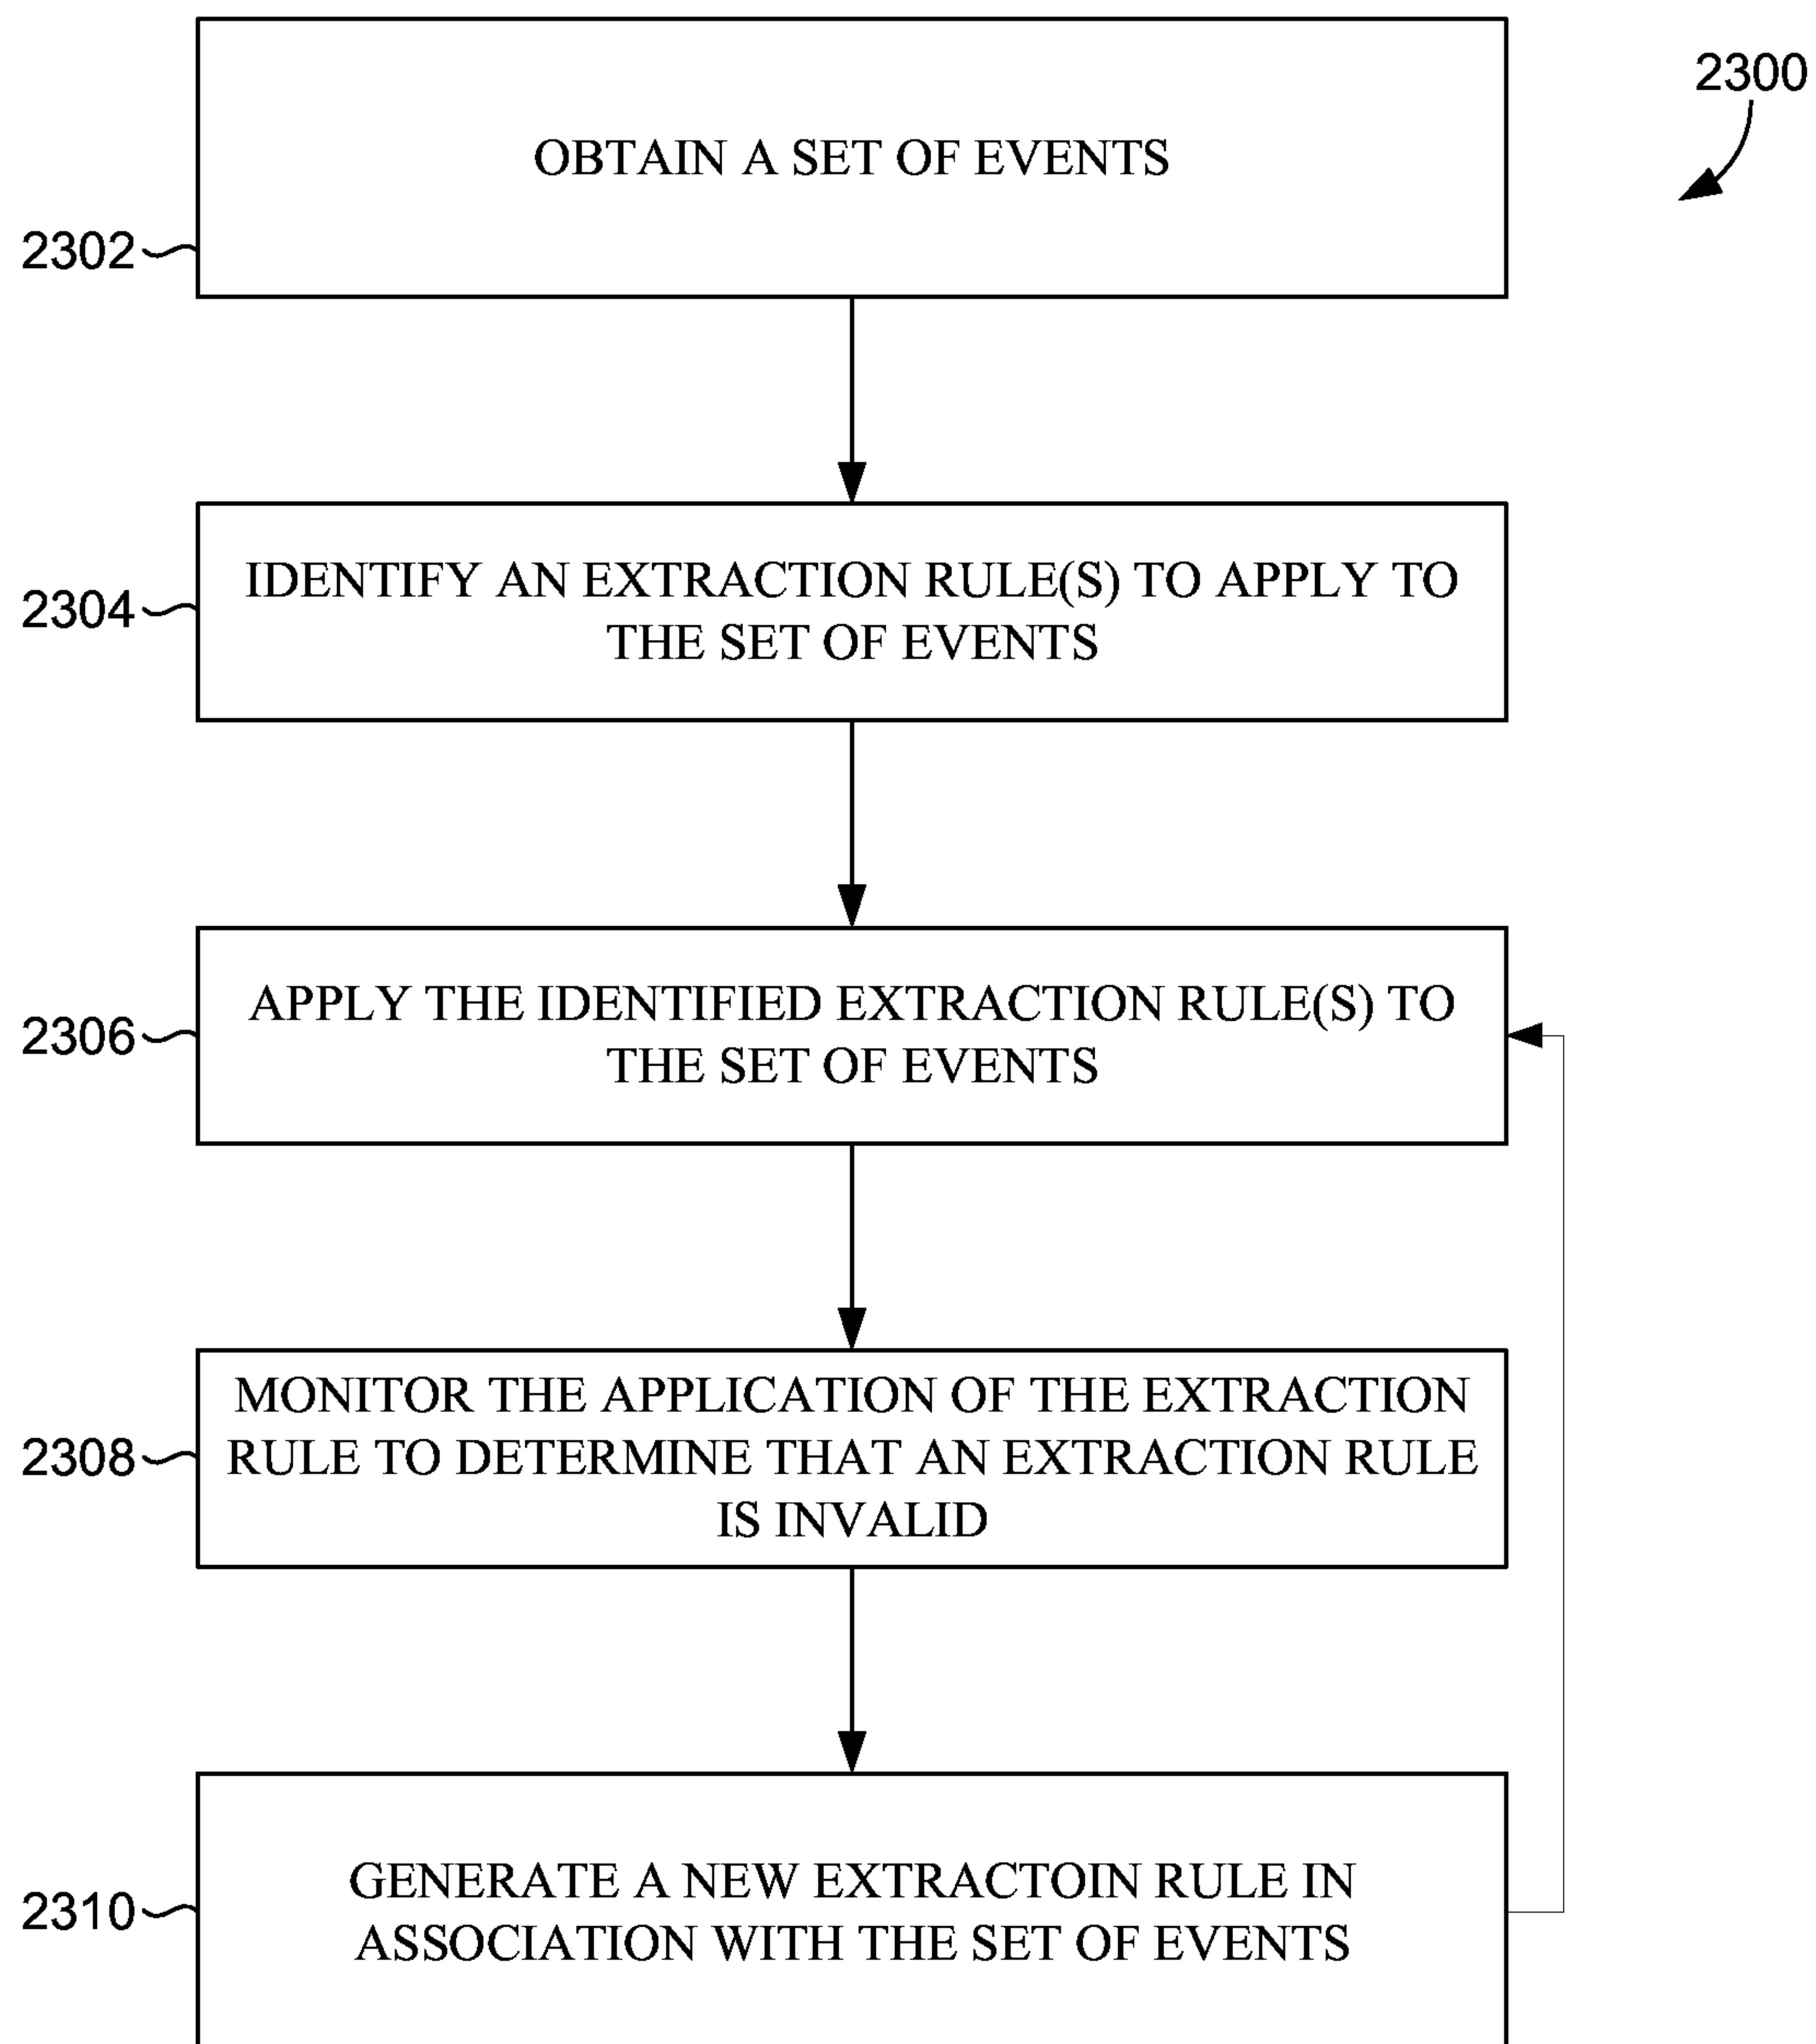 2300
OBTAIN A SET OF EVENTS
2302
IDENTIFY AN EXTRACTION RULE(S) TO APPLY TO
THE SET OF EVENTS
2304
APPLY THE IDENTIFIED EXTRACTION RULE(S) TO
THE SET OF EVENTS
2306
MONITOR THE APPLICATION OF THE EXTRACTION
RULE TO DETERMINE THAT AN EXTRACTION RULE
IS INVALID
2308
GENERATE A NEW EXTRACTOIN RULE IN
ASSOCIATION WITH THE SET OF EVENTS
2310